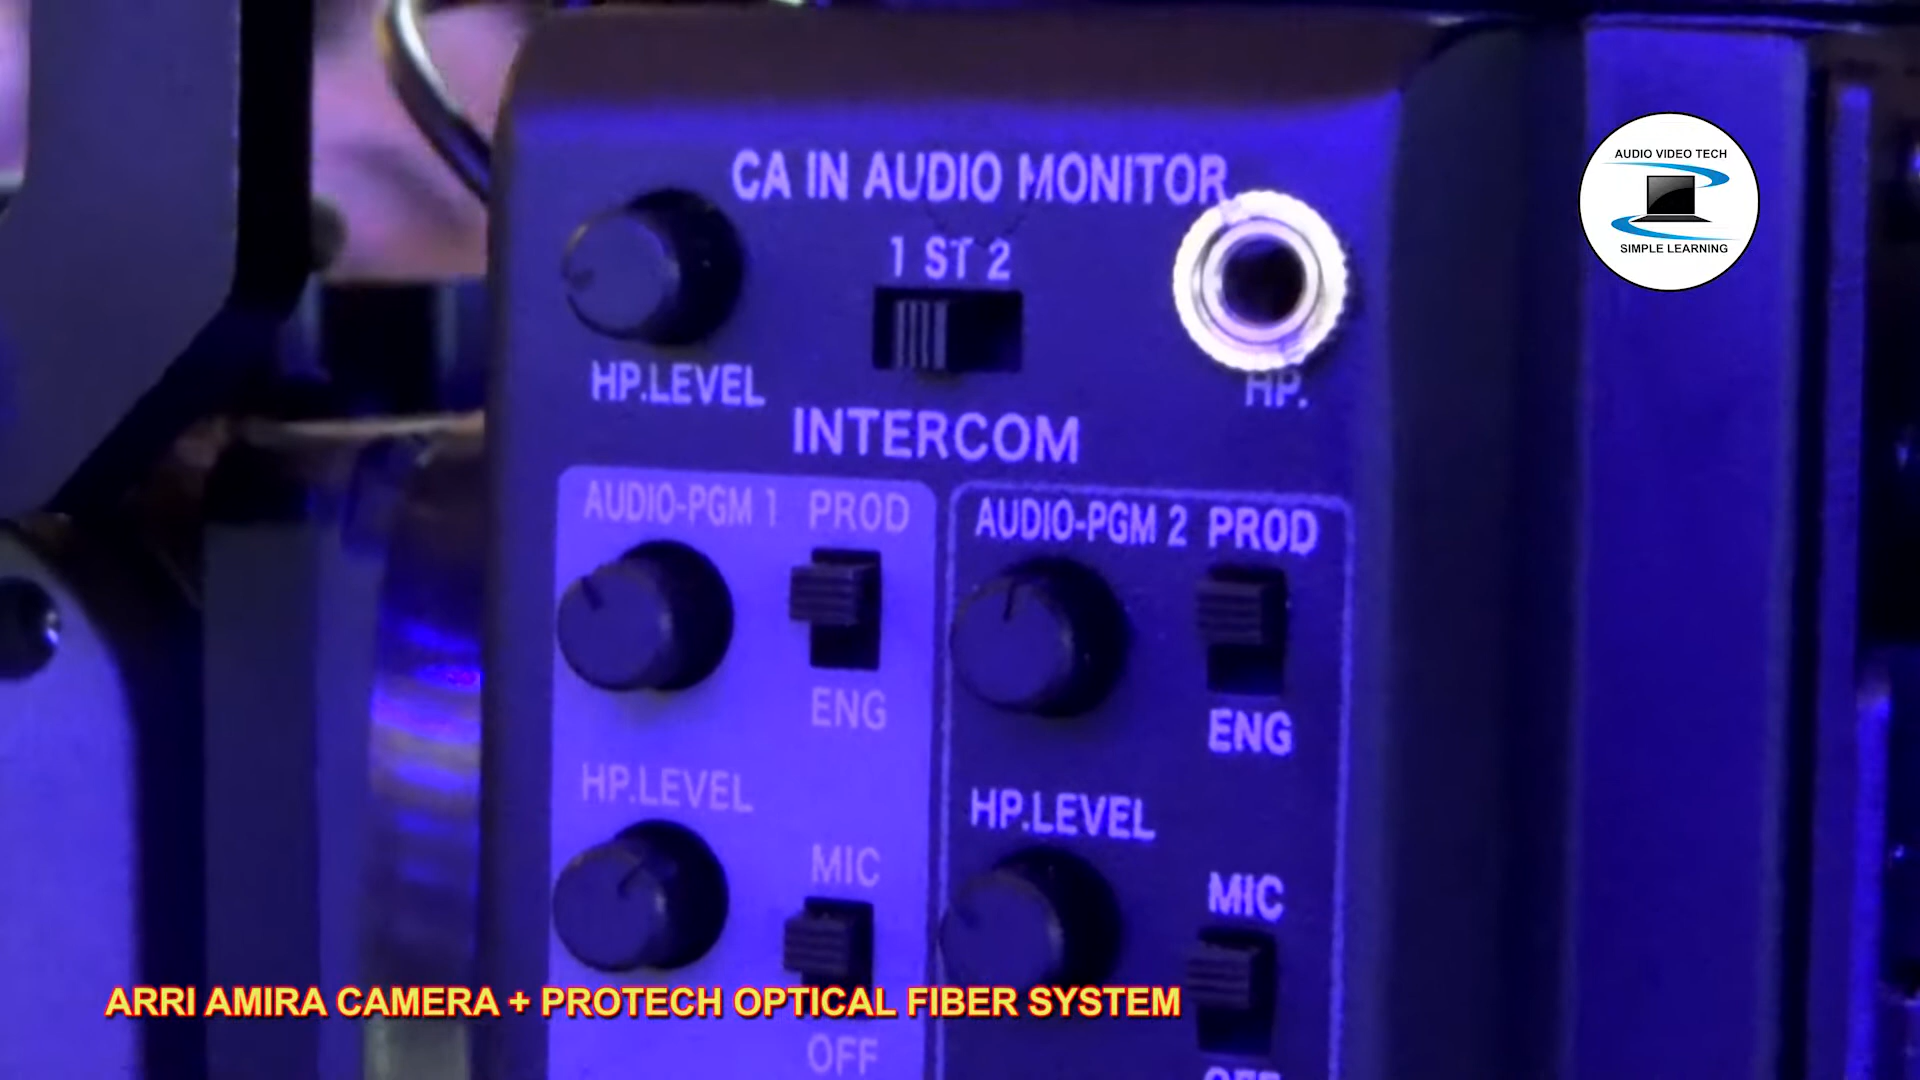 CA IN AUDIO MONITOR
1 ST 2
HP.LEVEL
HP.
INTERCOM
AUDIO-PGM 1 PROD
ENG
HP.LEVEL
MIC
OFF
AUDIO-PGM 2 PROD
ENG
HP.LEVEL
MIC
OFF
AUDIO VIDEO TECH
SIMPLE LEARNING
ARRI AMIRA CAMERA + PROTECH OPTICAL FIBER SYSTEM